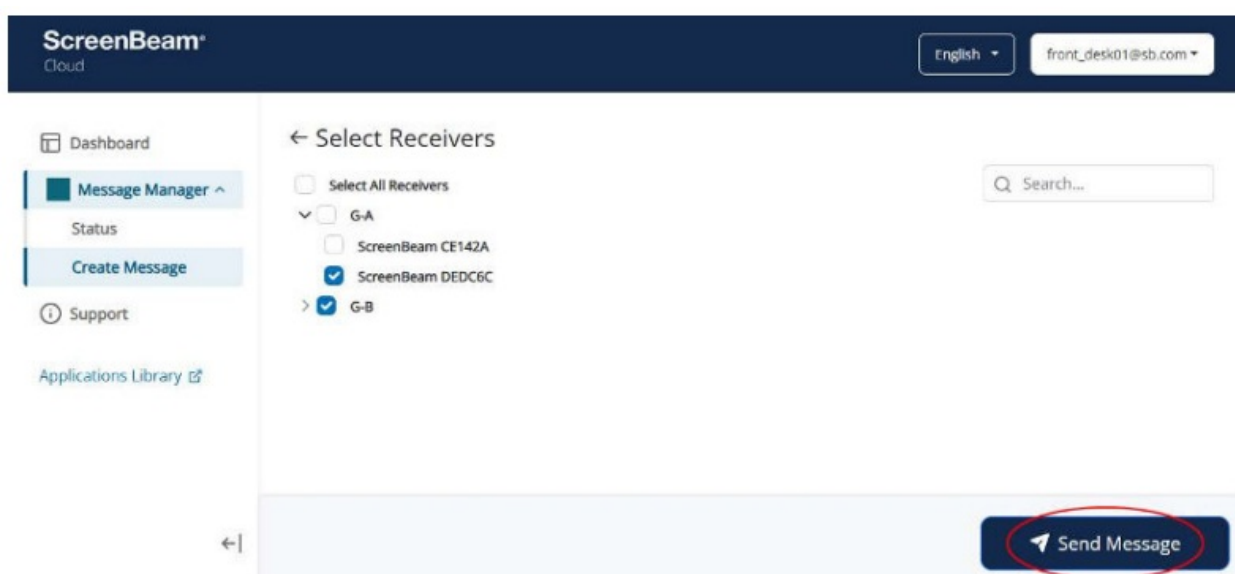 ScreenBeam®
Cloud
English
front_desk01@sb.com
Dashboard
Message Manager
Status
Create Message
Support
Applications Library
Select Receivers
Search...
Select All Receivers
G-A
ScreenBeam CE142A
ScreenBeam DEDC6C
G-B
Send Message